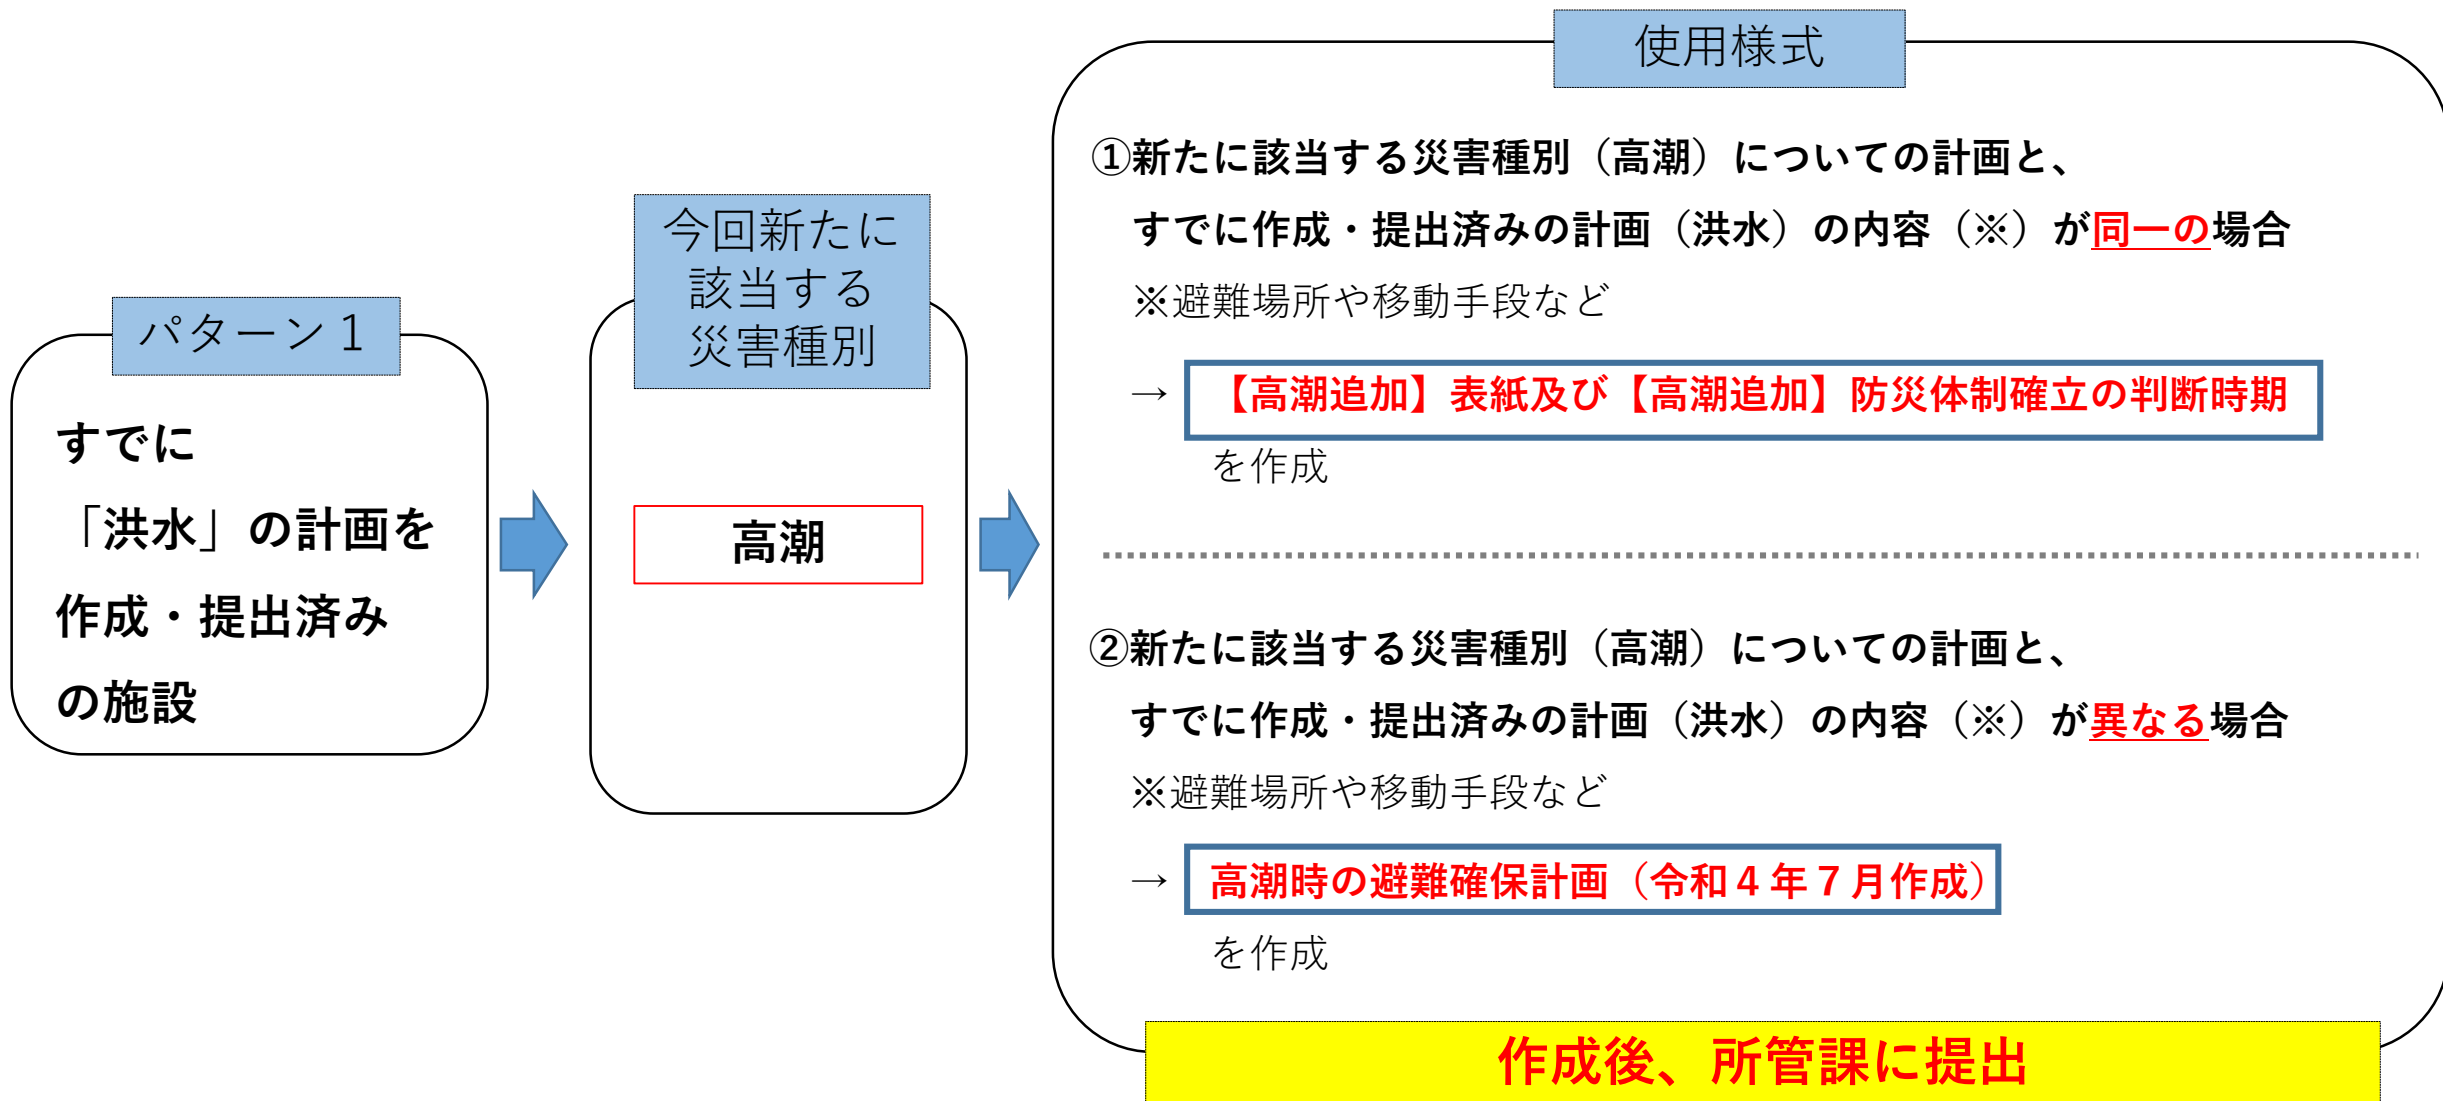 パターン１
すでに
「洪水」の計画を
作成・提出済み
の施設
今回新たに
該当する
災害種別
高潮
使用様式
①新たに該当する災害種別（高潮）についての計画と、
すでに作成・提出済みの計画（洪水）の内容（※）が同一の場合
※避難場所や移動手段など
→ 【高潮追加】表紙及び【高潮追加】防災体制確立の判断時期
を作成
②新たに該当する災害種別（高潮）についての計画と、
すでに作成・提出済みの計画（洪水）の内容（※）が異なる場合
※避難場所や移動手段など
→ 高潮時の避難確保計画（令和４年７月作成）
を作成
作成後、所管課に提出